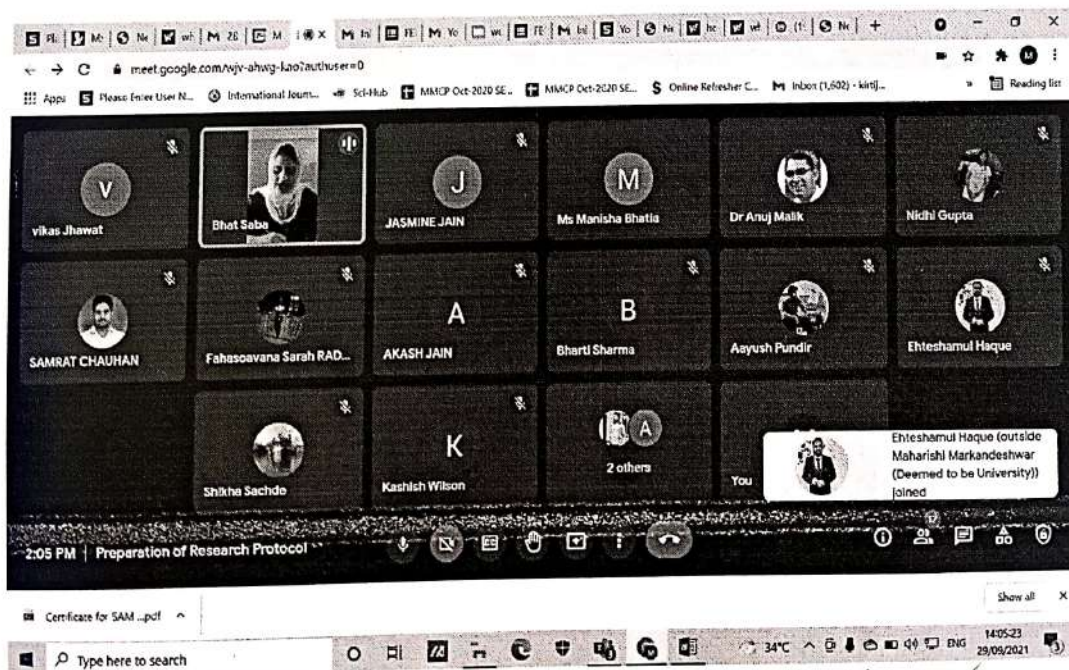 meet.google.com/wjv-ahwg-kao?authuser=0
Apps Please Enter User N... International Journ... Sci-Hub MMCP Oct-2020 SE... MMCP Oct-2020 SE... Online Refresher C... Inbox (1,602) - kirtij... » Reading list
V J M
vikas Jhawat Bhat Saba JASMINE JAIN Ms Manisha Bhatia Dr Anuj Malik Nidhi Gupta
A B
SAMRAT CHAUHAN Fahasoavana Sarah RAD... AKASH JAIN Bharti Sharma Aayush Pundir Ehteshamul Haque
K A
Shikha Sachde Kashish Wilson 2 others You
Ehteshamul Haque (outside
Maharishi Markandeshwar
(Deemed to be University))
joined
17
2:05 PM | Preparation of Research Protocol
Certificate for SAM ....pdf
Show all
Type here to search
34°C ENG 14:05:23
29/09/2021